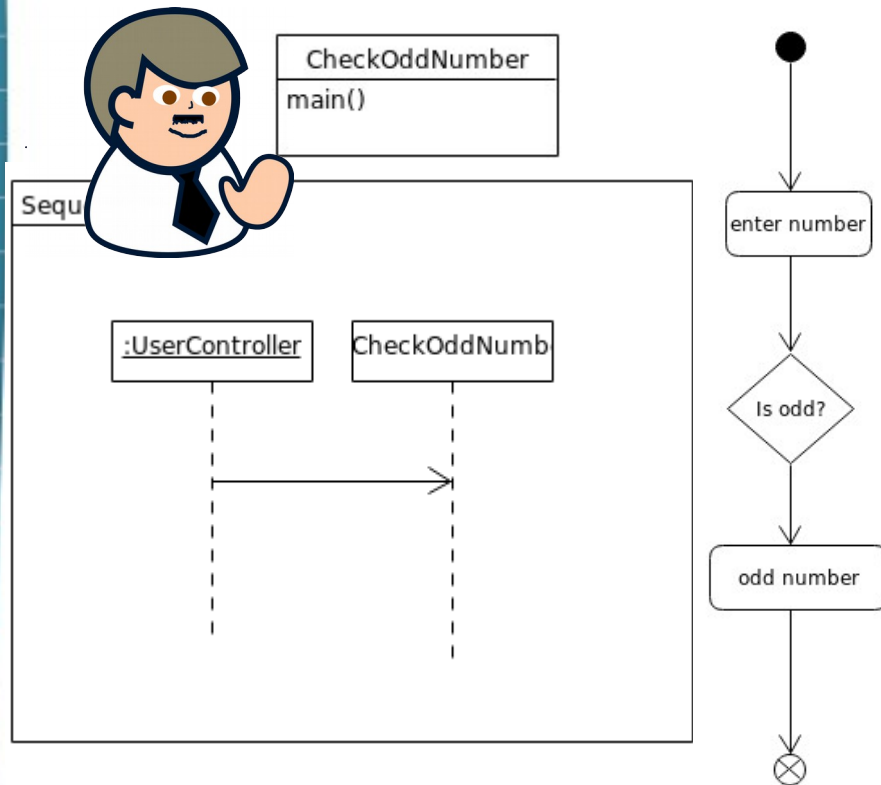 CheckOddNumber
main()
Sequ
:UserController
CheckOddNumb
enter number
Is odd?
odd number